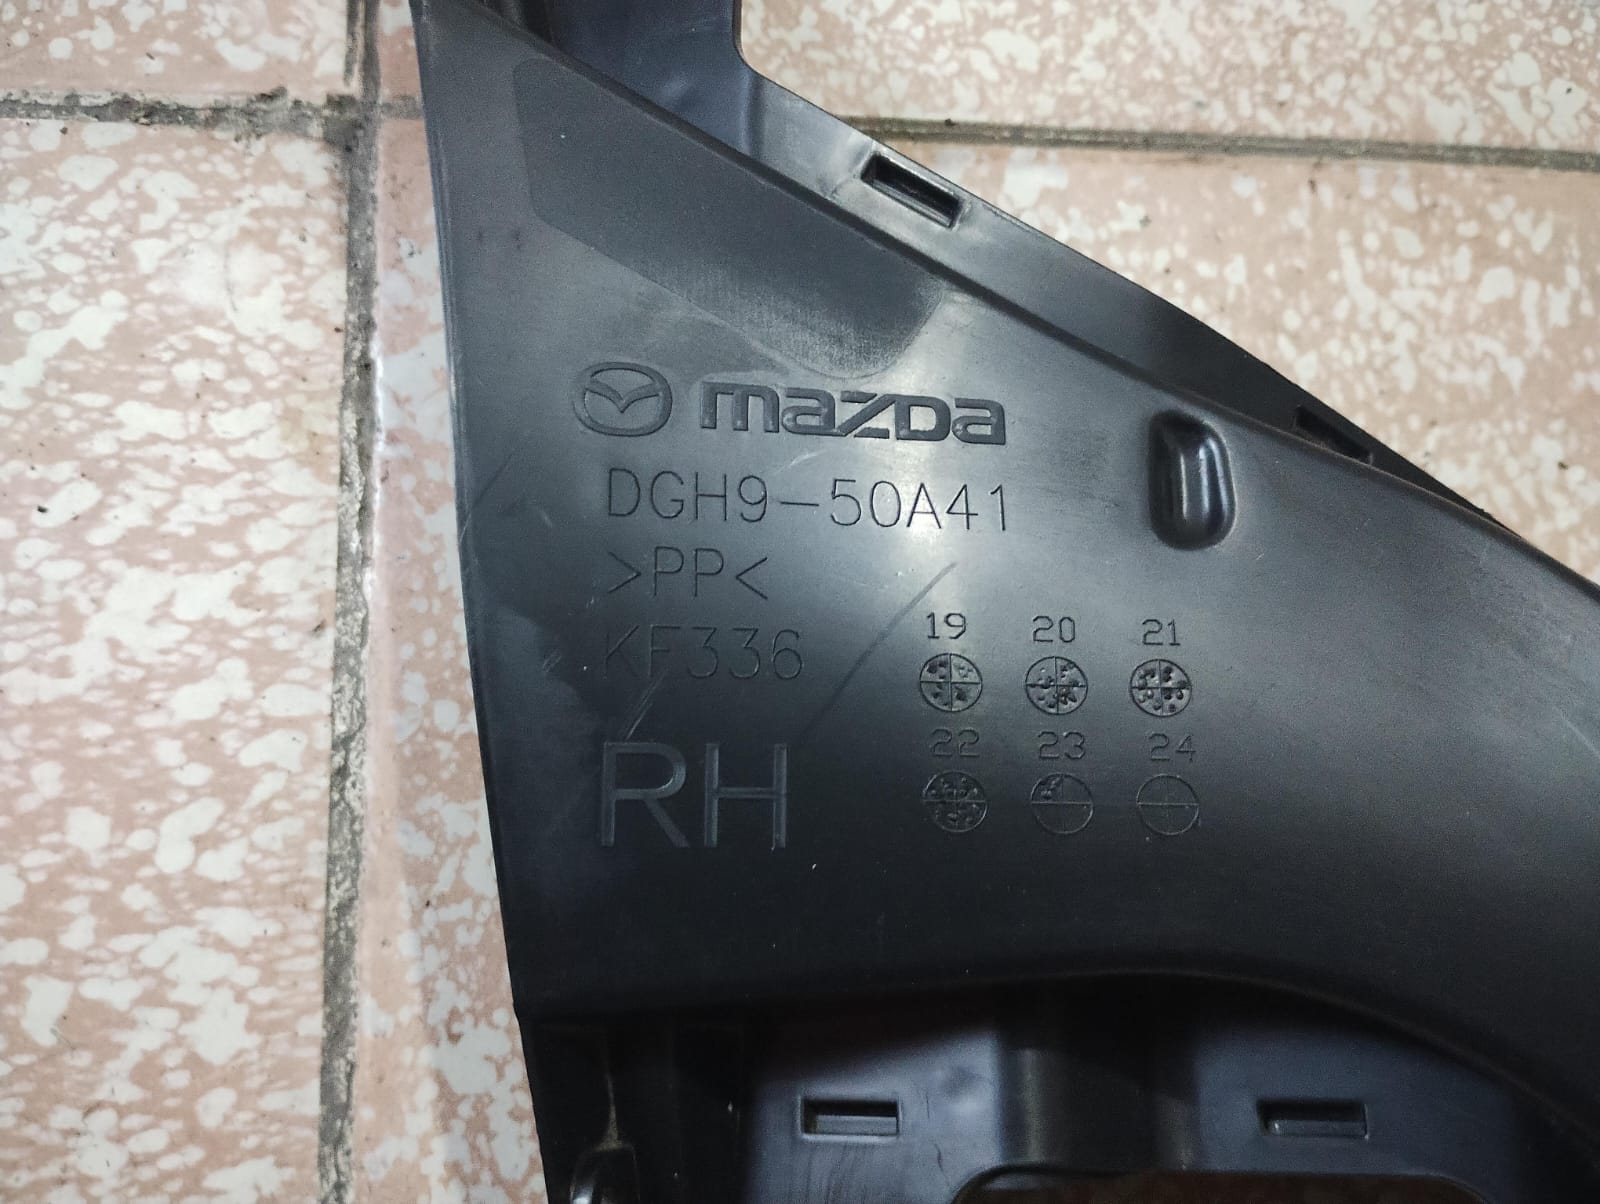 mazda
DGH9-50A41
>PP<
KF336
RH
19 20 21
22 23 24